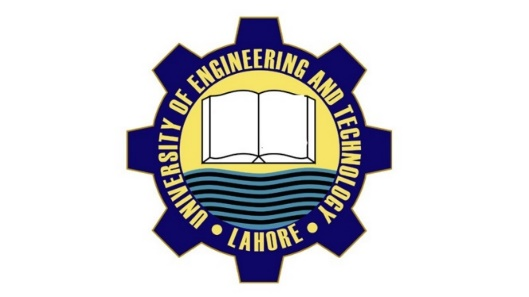 UNIVERSITY OF ENGINEERING AND TECHNOLOGY
• LAHORE •